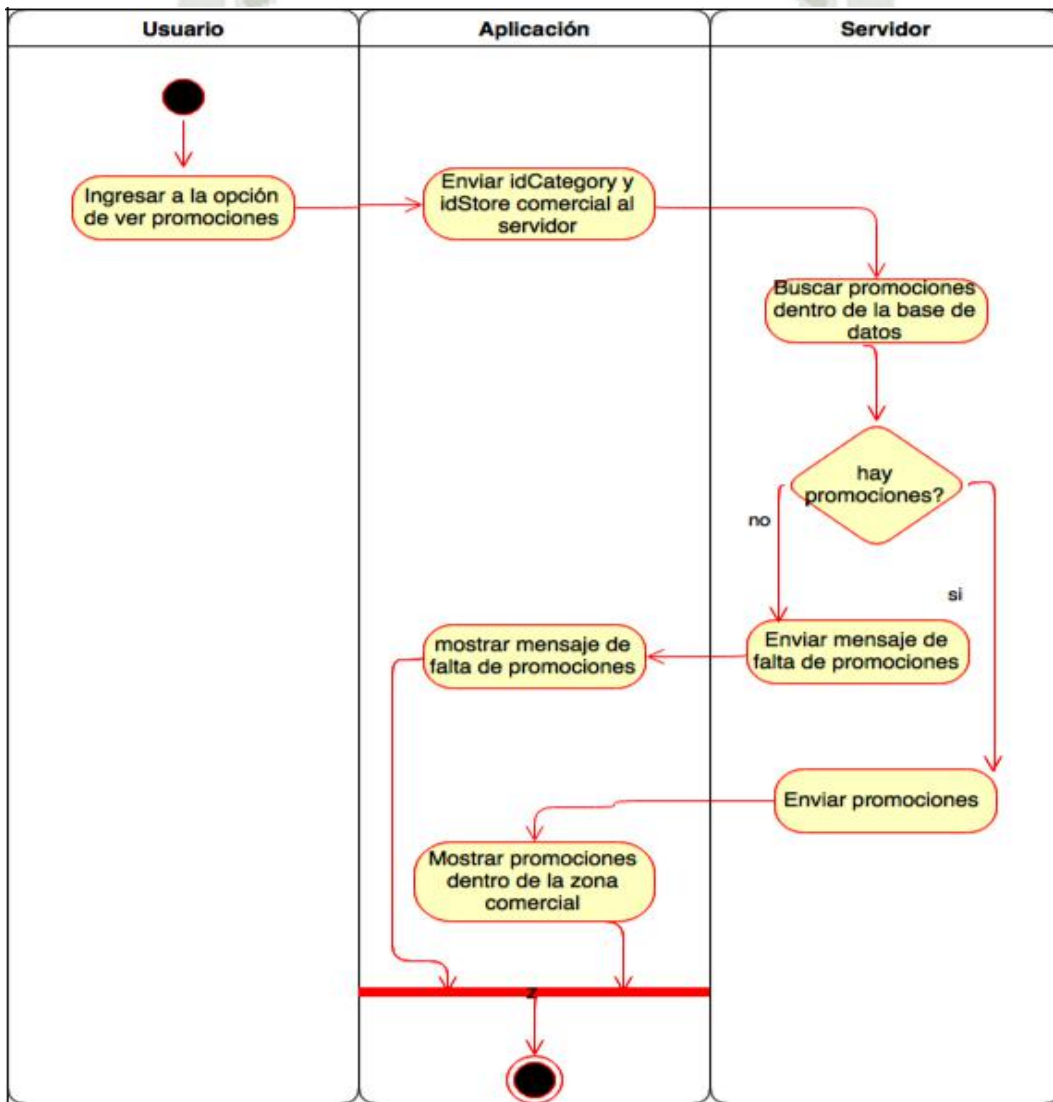 Usuario
Aplicación
Servidor
Ingresar a la opción
de ver promociones
Enviar idCategory y
idStore comercial al
servidor
Buscar promociones
dentro de la base de
datos
hay
promociones?
no
si
Enviar mensaje de
falta de promociones
mostrar mensaje de
falta de promociones
Enviar promociones
Mostrar promociones
dentro de la zona
comercial
z